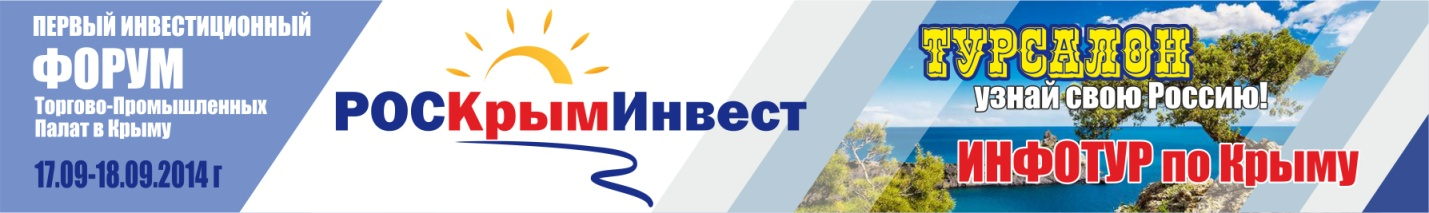 ПЕРВЫЙ ИНВЕСТИЦИОННЫЙ
ФОРУМ
Торгово-Промышленных
Палат в Крыму
17.09-18.09.2014 г
РОСКрымИнвест
ТУРСАЛОН
узнай свою Россию!
ИНФОТУР по Крыму